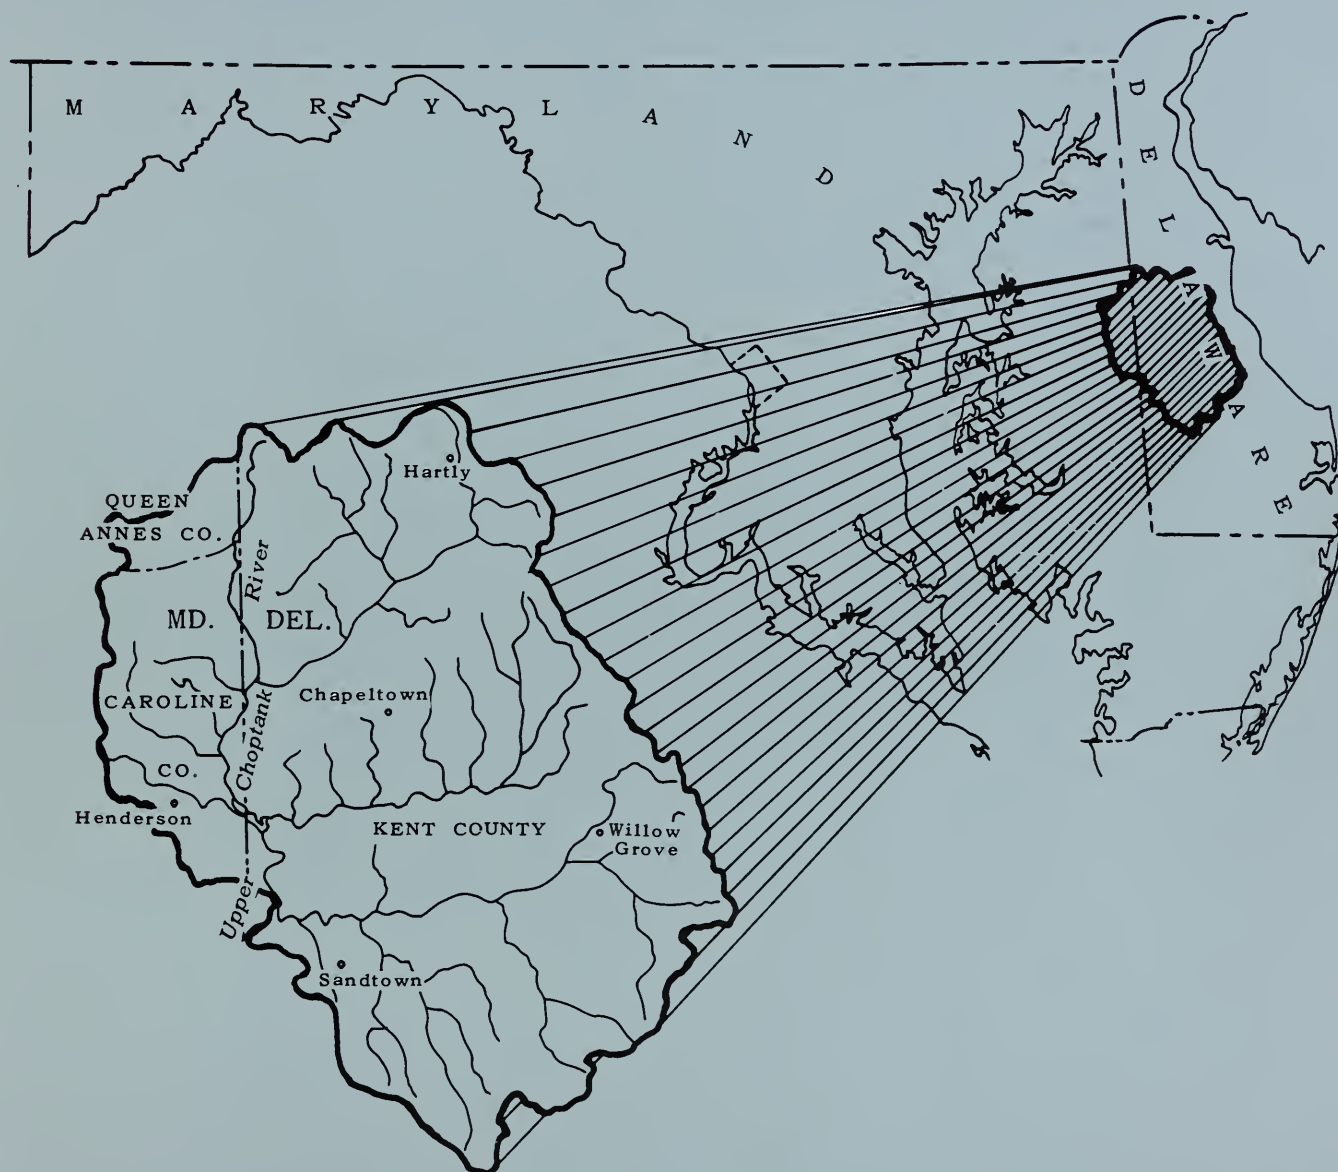 MARYLAND
DELAWARE
Hartly
QUEEN
ANNES CO.
MD.
DEL.
CAROLINE
CO.
Chapeltown
Henderson
KENT COUNTY
Willow
Grove
Sandtown
Upper Choptank River